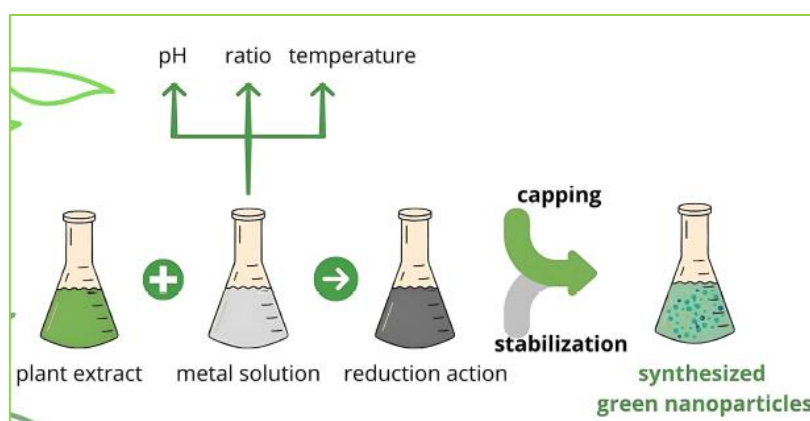 pH ratio temperature
capping
stabilization
plant extract metal solution reduction action synthesized
green nanoparticles